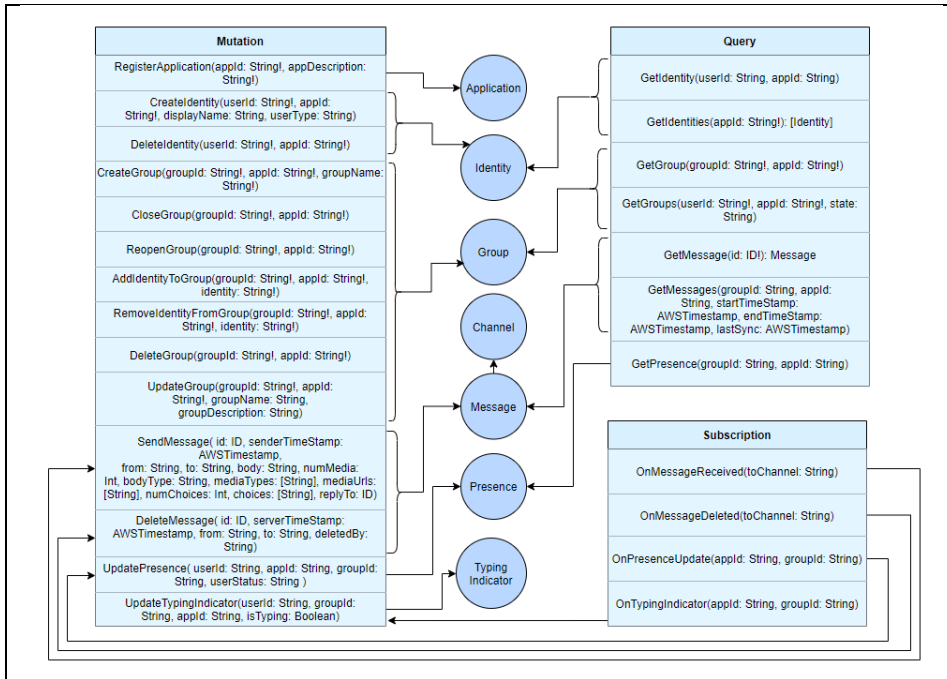 Mutation
RegisterApplication(appId: String!, appDescription:
String!)
CreateIdentity(userId: String!, appId:
String!, displayName: String, userType: String)
DeleteIdentity(userId: String!, appId: String!)
CreateGroup(groupId: String!, appId: String!, groupName:
String!)
CloseGroup(groupId: String!, appId: String!)
ReopenGroup(groupId: String!, appId: String!)
AddIdentityToGroup(groupId: String!, appId: String!,
identity: String!)
RemoveIdentityFromGroup(groupId: String!, appId:
String!, identity: String!)
DeleteGroup(groupId: String!, appId: String!)
UpdateGroup(groupId: String!, appId:
String!, groupName: String,
groupDescription: String)
SendMessage( id: ID, senderTimeStamp:
AWSTimestamp,
from: String, to: String, body: String, numMedia:
Int, bodyType: String, mediaTypes: [String], mediaUrls:
[String], numChoices: Int, choices: [String], replyTo: ID)
DeleteMessage( id: ID, serverTimeStamp:
AWSTimestamp, from: String, to: String, deletedBy:
String)
UpdatePresence( userId: String, appId: String, groupId:
String, userStatus: String )
UpdateTypingIndicator(userId: String, groupId:
String, appId: String, isTyping: Boolean)
Application
Identity
Group
Channel
Message
Presence
Typing
Indicator
Query
GetIdentity(userId: String, appId: String)
GetIdentities(appId: String!): [Identity]
GetGroup(groupId: String!, appId: String!)
GetGroups(userId: String!, appId: String!, state:
String)
GetMessage(id: ID!): Message
GetMessages(groupId: String, appId:
String, startTimeStamp:
AWSTimestamp, endTimeStamp:
AWSTimestamp, lastSync: AWSTimestamp)
GetPresence(groupId: String, appId: String)
Subscription
OnMessageReceived(toChannel: String)
OnMessageDeleted(toChannel: String)
OnPresenceUpdate(appId: String, groupId: String)
OnTypingIndicator(appId: String, groupId: String)